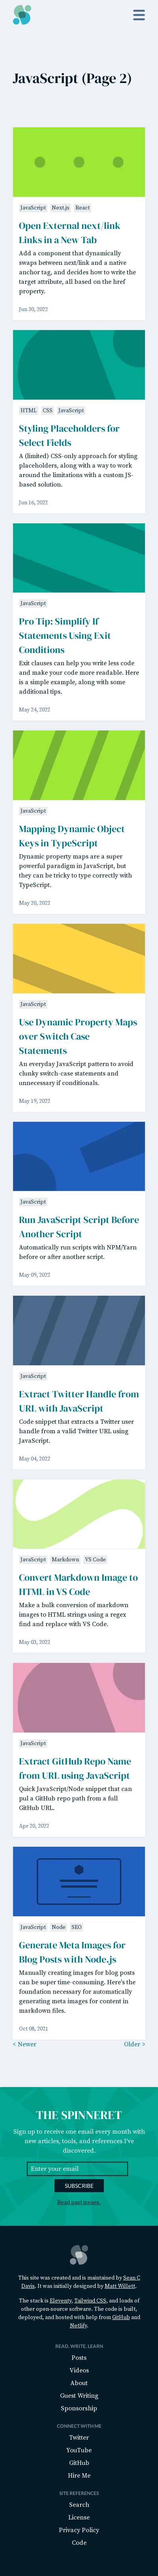 JavaScript (Page 2)
JavaScript Next.js React
Open External next/link
Links in a New Tab
Add a component that dynamically
swaps between next/link and a native
anchor tag, and decides how to write the
target attribute, all based on the href
property.
Jun 30, 2022
HTML CSS JavaScript
Styling Placeholders for
Select Fields
A (limited) CSS-only approach for styling
placeholders, along with a way to work
around the limitations with a custom JS-
based solution.
Jun 16, 2022
JavaScript
Pro Tip: Simplify If
Statements Using Exit
Conditions
Exit clauses can help you write less code
and make your code more readable. Here
is a simple example, along with some
additional tips.
May 24, 2022
JavaScript
Mapping Dynamic Object
Keys in TypeScript
Dynamic property maps are a super
powerful paradigm in JavaScript, but
they can be tricky to type correctly with
TypeScript.
May 20, 2022
JavaScript
Use Dynamic Property Maps
over Switch Case
Statements
An everyday JavaScript pattern to avoid
clunky switch-case statements and
unnecessary if conditionals.
May 19, 2022
JavaScript
Run JavaScript Script Before
Another Script
Automatically run scripts with NPM/Yarn
before or after another script.
May 09, 2022
JavaScript
Extract Twitter Handle from
URL with JavaScript
Code snippet that extracts a Twitter user
handle from a valid Twitter URL using
JavaScript.
May 04, 2022
JavaScript Markdown VS Code
Convert Markdown Image to
HTML in VS Code
Make a bulk conversion of markdown
images to HTML strings using a regex
find and replace with VS Code.
May 03, 2022
JavaScript
Extract GitHub Repo Name
from URL using JavaScript
Quick JavaScript/Node snippet that can
put a GitHub repo path from a full
GitHub URL.
Apr 20, 2022
JavaScript Node SEO
Generate Meta Images for
Blog Posts with Node.js
Manually creating images for blog posts
can be super time-consuming. Here's the
foundation necessary for automatically
generating meta images for content in
markdown files.
Oct 08, 2021
< Newer Older >
THE SPINNERET
Sign up to receive one email every month with
new articles, tools, and references I've
discovered.
Enter your email
SUBSCRIBE
Read past issues.
This site was created and is maintained by Sean C
Davis. It was initially designed by Matt Willett.
The stack is Eleventy, Tailwind CSS, and loads of
other open-source software. The code is built,
deployed, and hosted with help from GitHub and
Netlify.
READ, WRITE, LEARN
Posts
Videos
About
Guest Writing
Sponsorship
CONNECT WITH ME
Twitter
YouTube
GitHub
Hire Me
SITE REFERENCES
Search
License
Privacy Policy
Code